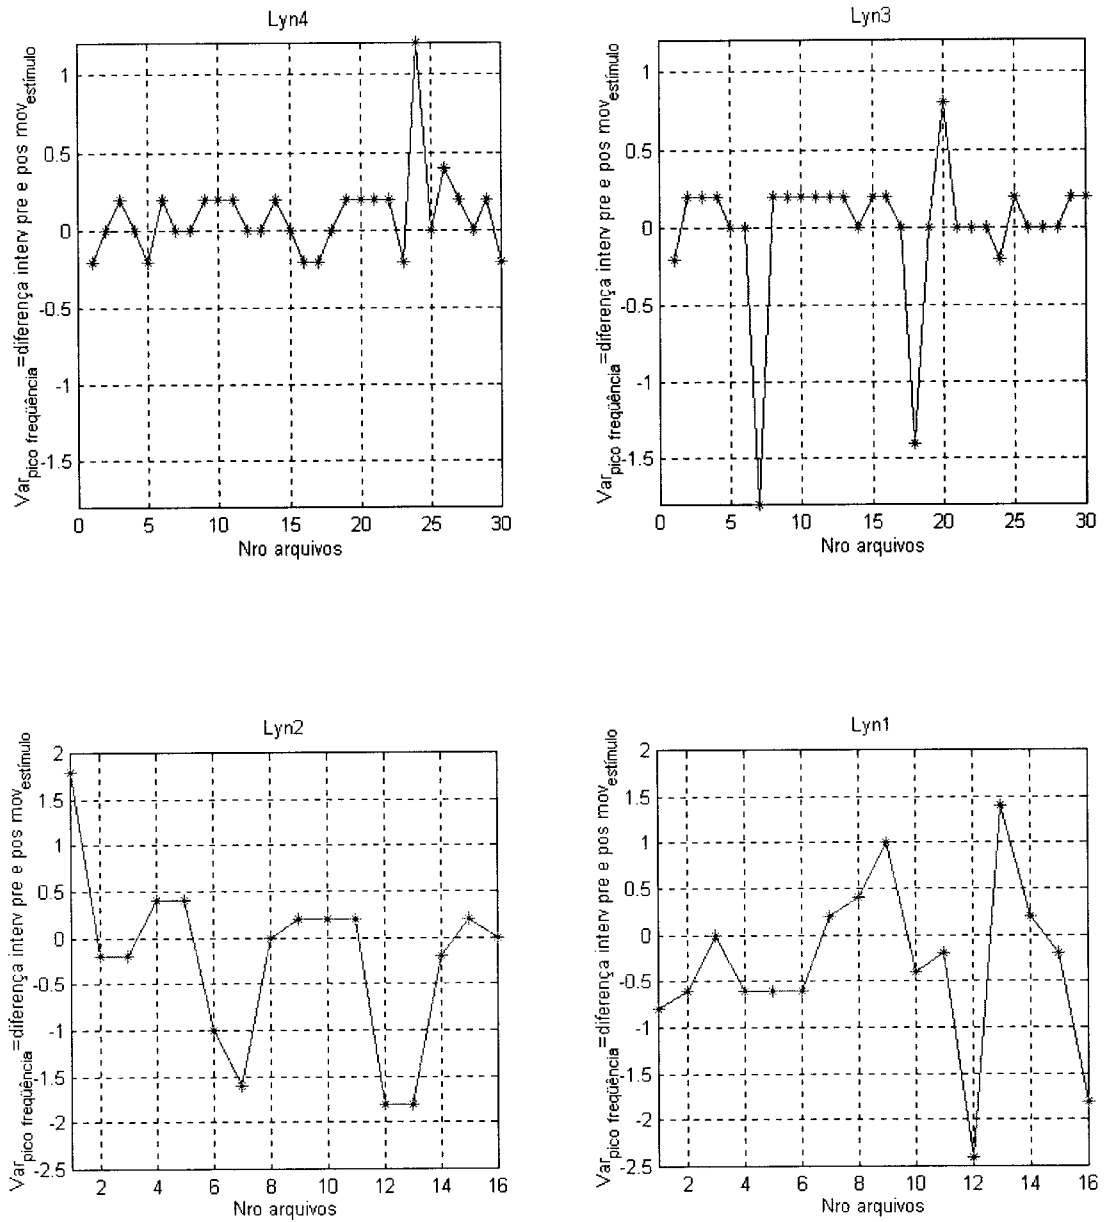 Lyn4
Var pico freqüência=diferença interv pre e pos mov estímulo
1
0.5
0
-0.5
-1
-1.5
0 5 10 15 20 25 30
Nro arquivos
Lyn3
Var pico freqüência=diferença interv pre e pos mov estímulo
1
0.5
0
-0.5
-1
-1.5
0 5 10 15 20 25 30
Nro arquivos
Lyn2
Var pico freqüência=diferença interv pre e pos mov estímulo
2
1.5
1
0.5
0
-0.5
-1
-1.5
-2
-2.5
2 4 6 8 10 12 14 16
Nro arquivos
Lyn1
Var pico freqüência=diferença interv pre e pos mov estímulo
2
1.5
1
0.5
0
-0.5
-1
-1.5
-2
-2.5
2 4 6 8 10 12 14 16
Nro arquivos